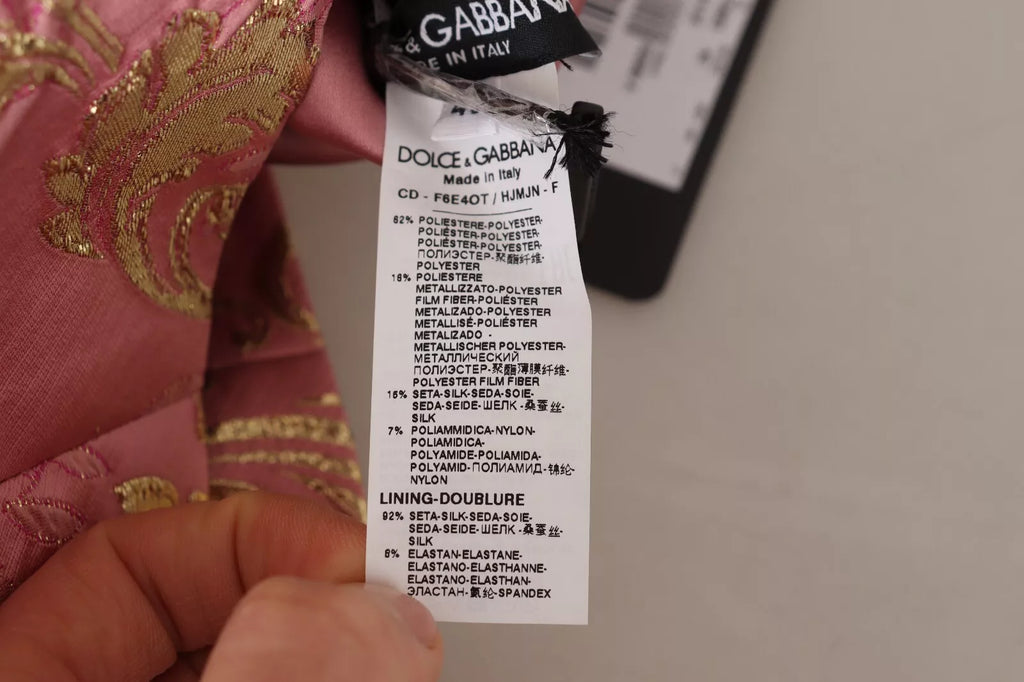 & GABBANA
DE IN ITALY
DOLCE & GABBANA
Made in Italy
CD - F6E4OT / HJMJN - F
62% POLIESTERE-POLYESTER-
POLIÉSTER-POLYESTER-
POLIÉSTER-POLYESTER-
ПОЛИЭСТЕР-聚酯纤维-
POLYESTER
16% POLIESTERE
METALLIZZATO-POLYESTER
FILM FIBER-POLIÉSTER
METALIZADO-POLYESTER
METALLISÉ-POLIÉSTER
METALIZADO -
METALLISCHER POLYESTER-
МЕТАЛЛИЧЕСКИЙ
ПОЛИЭСТЕР-聚酯薄膜纤维-
POLYESTER FILM FIBER
15% SETA-SILK-SEDA-SOIE-
SEDA-SEIDE-ШЕЛК -桑蚕丝-
SILK
7% POLIAMMIDICA-NYLON-
POLIAMIDICA-
POLYAMIDE-POLIAMIDA-
POLYAMID-ПОЛИАМИД-锦纶-
NYLON
LINING-DOUBLURE
92% SETA-SILK-SEDA-SOIE-
SEDA-SEIDE-ШЕЛК -桑蚕丝-
SILK
8% ELASTAN-ELASTANE-
ELASTANO-ELASTHANNE-
ELASTANO-ELASTHAN-
ЭЛАСТАН-氨纶-SPANDEX